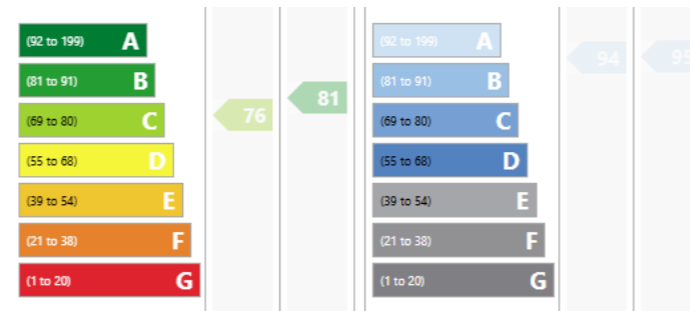 (92 to 199) A
(81 to 91) B
(69 to 80) C
(55 to 68) D
(39 to 54) E
(21 to 38) F
(1 to 20) G
76
81
(92 to 199) A
(81 to 91) B
(69 to 80) C
(55 to 68) D
(39 to 54) E
(21 to 38) F
(1 to 20) G
94
95